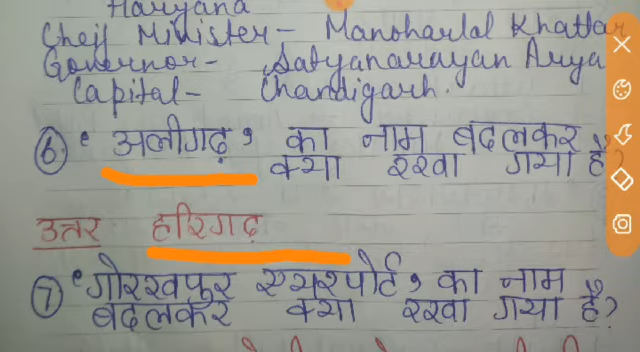 Haryana
Cheif Minister- Manoharlal Khattar
Governor- Satyanarayan Arya
Capital- Chandigarh.
⑥ "अलीगढ़" का नाम बदलकर
क्या रखा गया है?
उत्तर हरिगढ़
⑦ "गोरखपुर एयरपोर्ट" का नाम
बदलकर क्या रखा गया है?